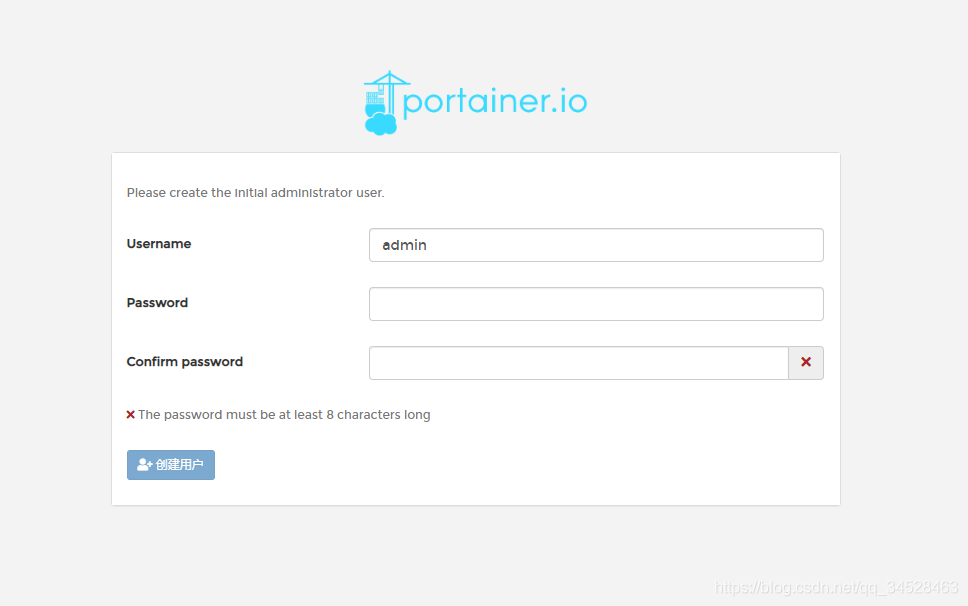 portainer.io
Please create the initial administrator user.
Username
admin
Password
Confirm password
The password must be at least 8 characters long
创建用户
https://blog.csdn.net/qq_34528463